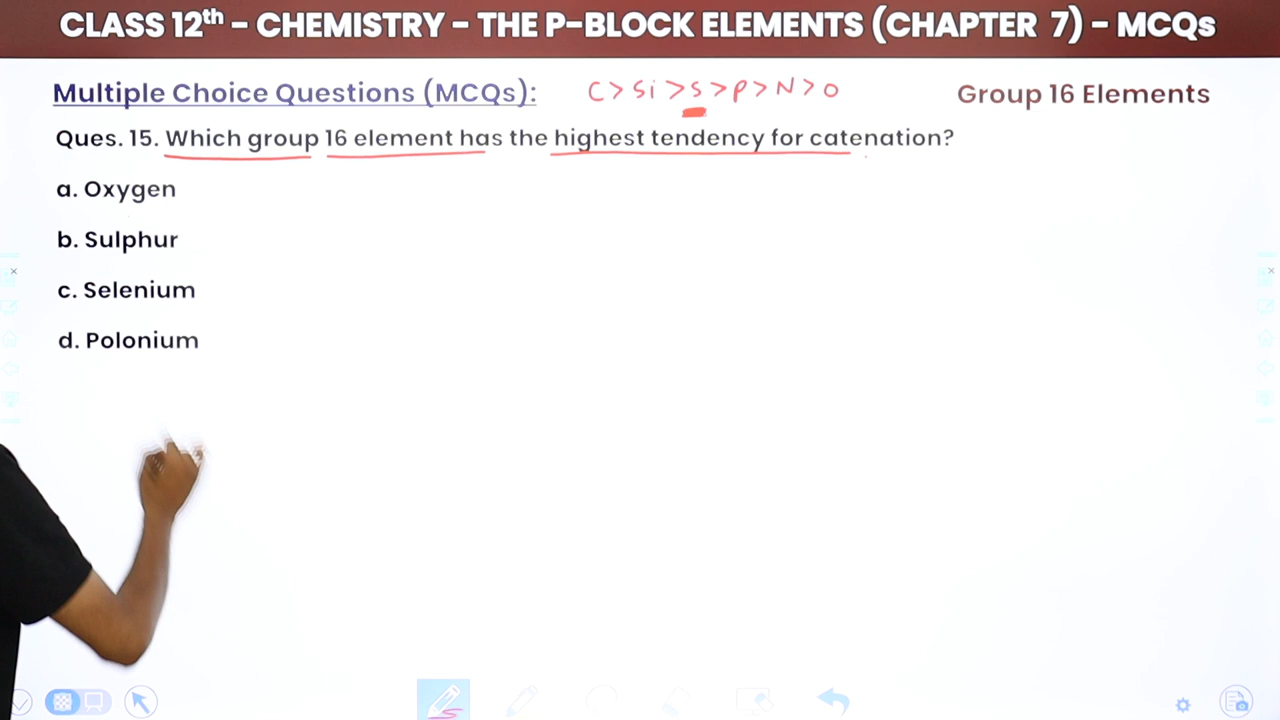 CLASS 12th - CHEMISTRY - THE P-BLOCK ELEMENTS (CHAPTER 7) - MCQs
Multiple Choice Questions (MCQs): C > Si > S > P > N > O Group 16 Elements
Ques. 15. Which group 16 element has the highest tendency for catenation?
a. Oxygen
b. Sulphur
c. Selenium
d. Polonium